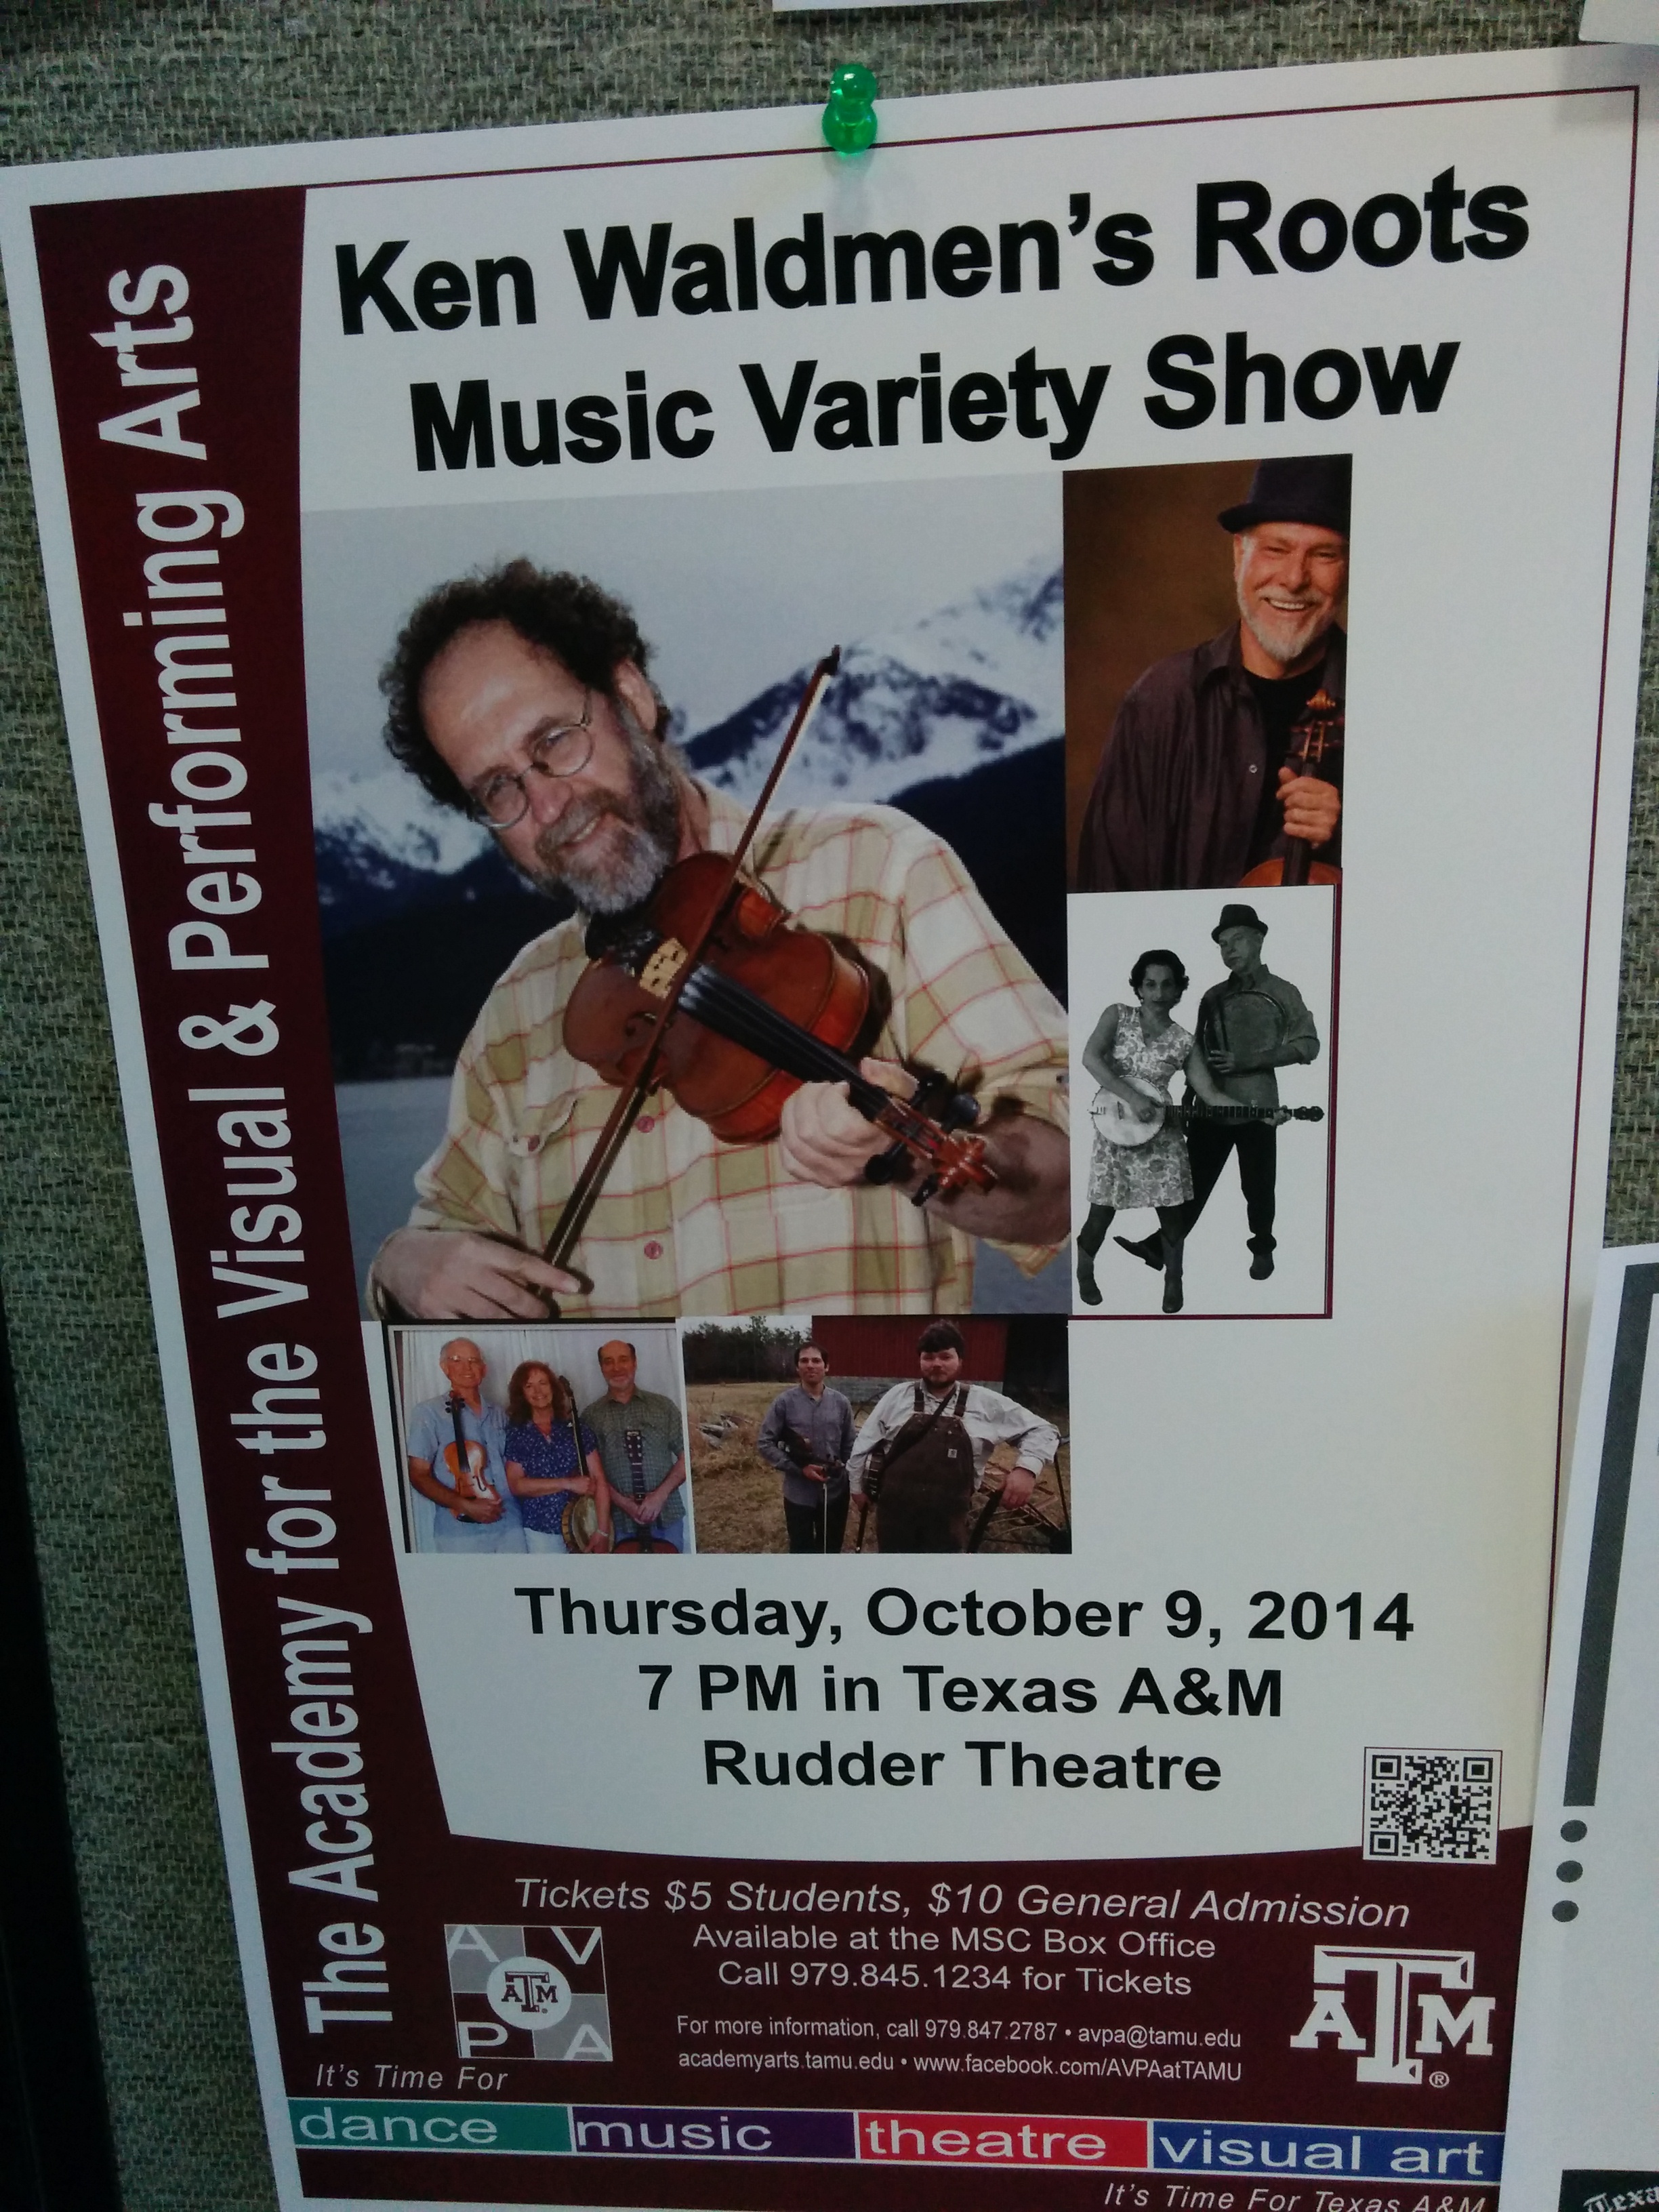 Ken Waldmen's Roots
Music Variety Show
The Academy for the Visual & Performing Arts
Thursday, October 9, 2014
7 PM in Texas A&M
Rudder Theatre
Tickets $5 Students, $10 General Admission
Available at the MSC Box Office
Call 979.845.1234 for Tickets
For more information, call 979.847.2787 • avpa@tamu.edu
academyarts.tamu.edu • www.facebook.com/AVPAatTAMU
A V
ATM
P A
ATM®
It's Time For
dance music theatre visual art
It's Time For Texas A&M